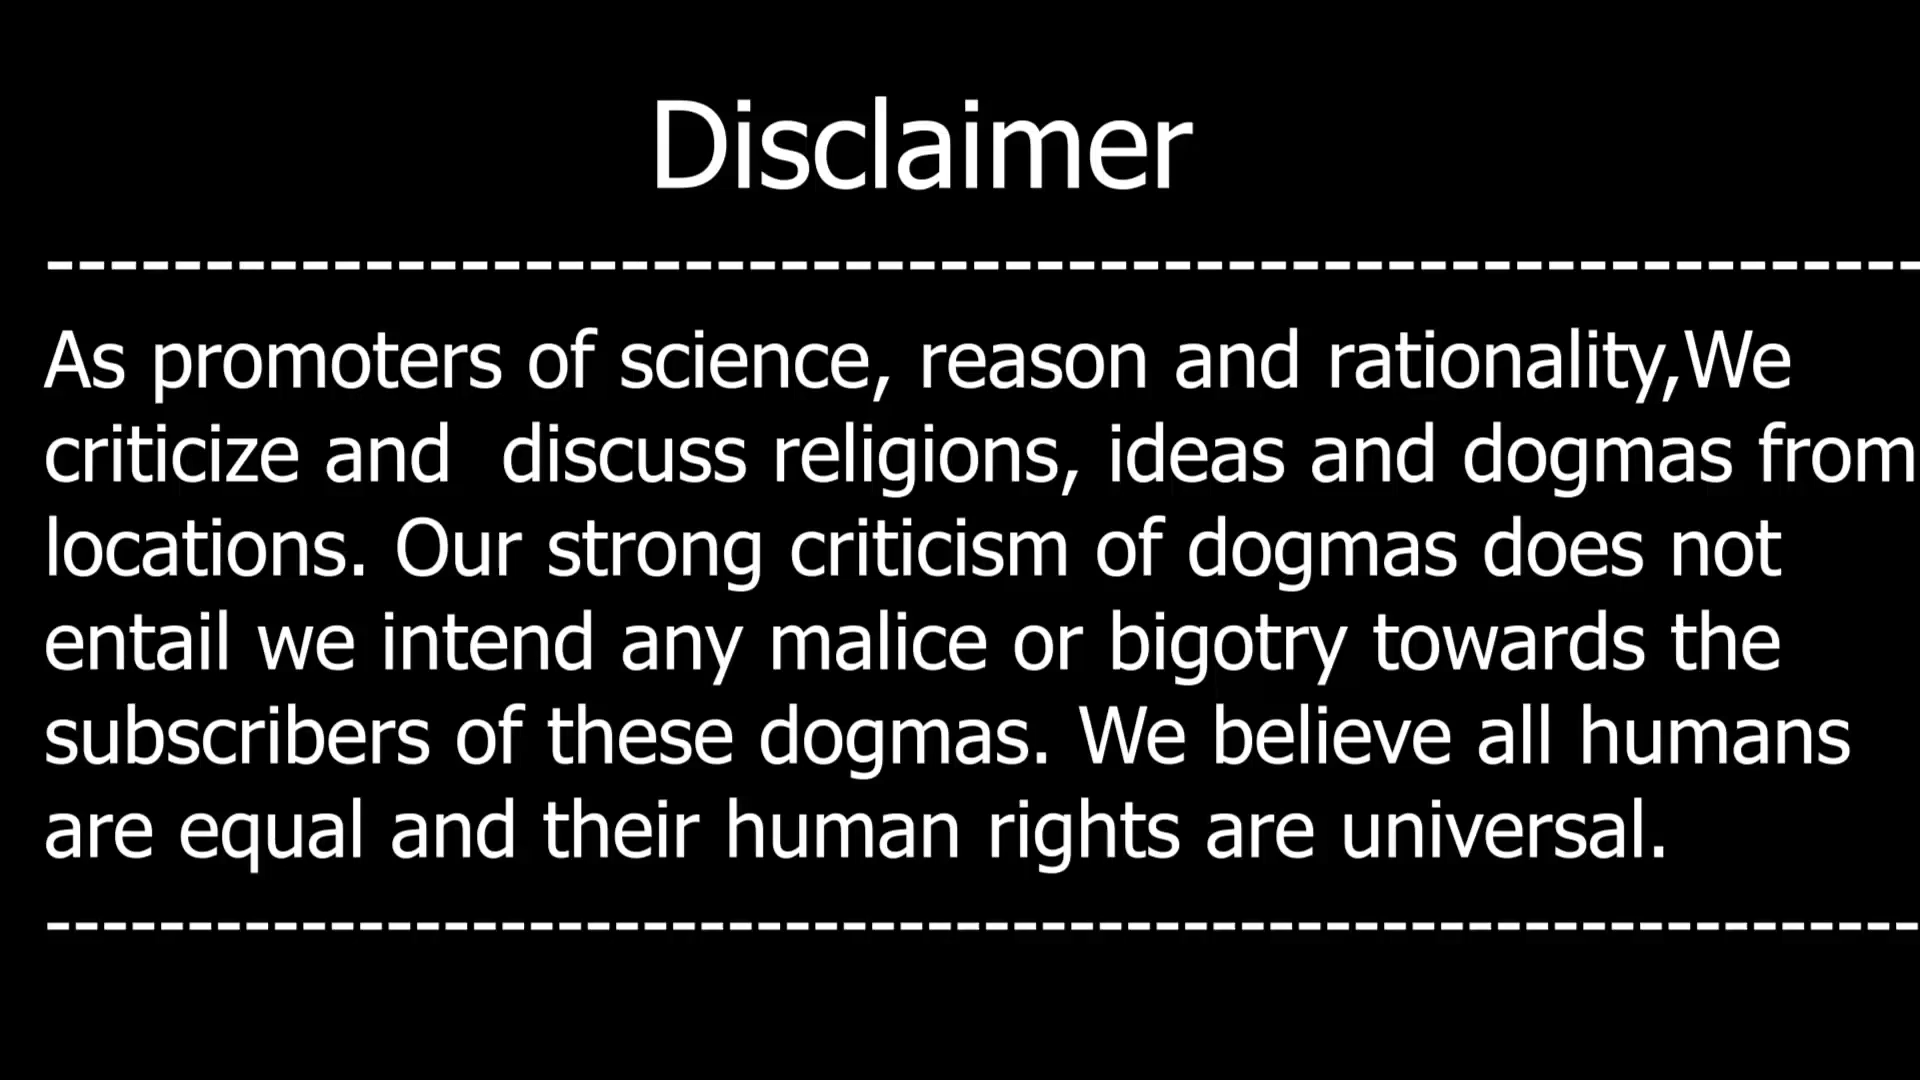 Disclaimer
------------------------------------------------------------
As promoters of science, reason and rationality,We
criticize and  discuss religions, ideas and dogmas from
locations. Our strong criticism of dogmas does not
entail we intend any malice or bigotry towards the
subscribers of these dogmas. We believe all humans
are equal and their human rights are universal.
------------------------------------------------------------------